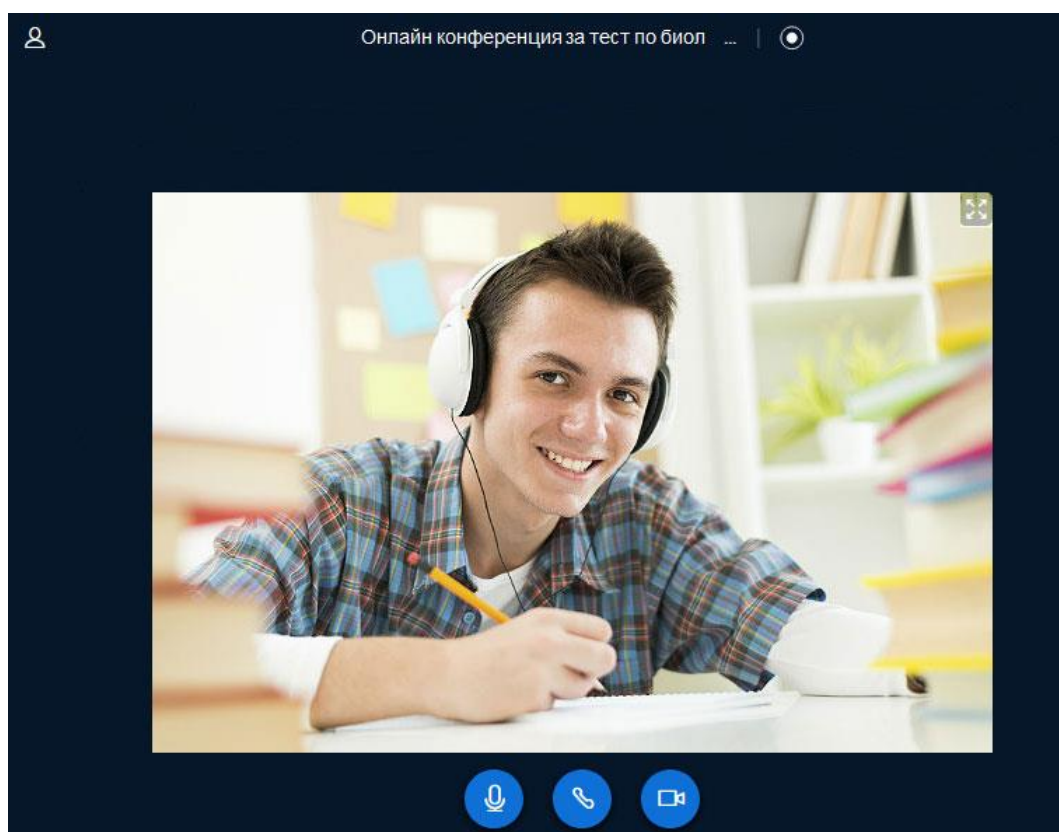 Онлайн конференция за тест по биол ...